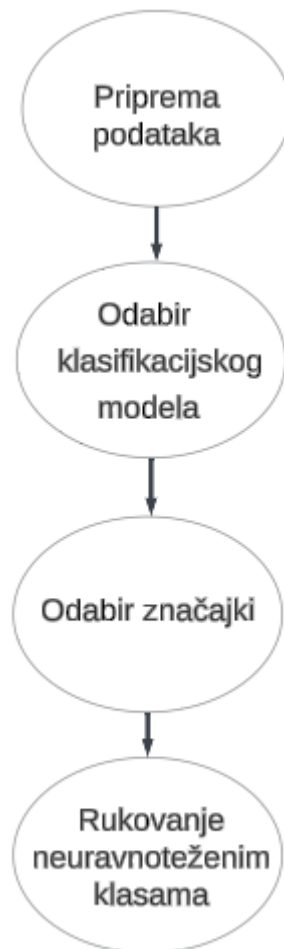 Priprema
podataka
Odabir
klasifikacijskog
modela
Odabir značajki
Rukovanje
neuravnoteženim
klasama